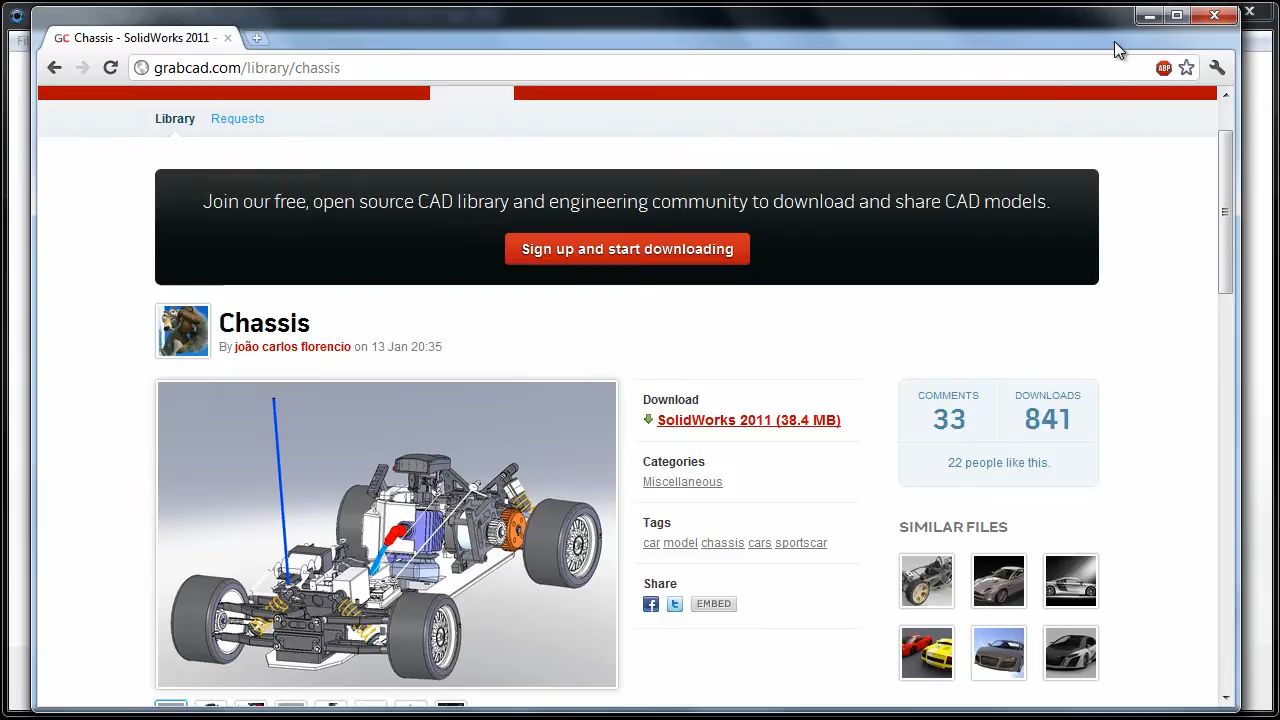 GC Chassis - SolidWorks 2011 -
grabcad.com/library/chassis
ABP
Library Requests
Join our free, open source CAD library and engineering community to download and share CAD models.
Sign up and start downloading
Chassis
By joão carlos florencio on 13 Jan 20:35
Download
SolidWorks 2011 (38.4 MB)
Categories
Miscellaneous
Tags
car model chassis cars sportscar
Share
EMBED
COMMENTS DOWNLOADS
33 841
22 people like this.
SIMILAR FILES